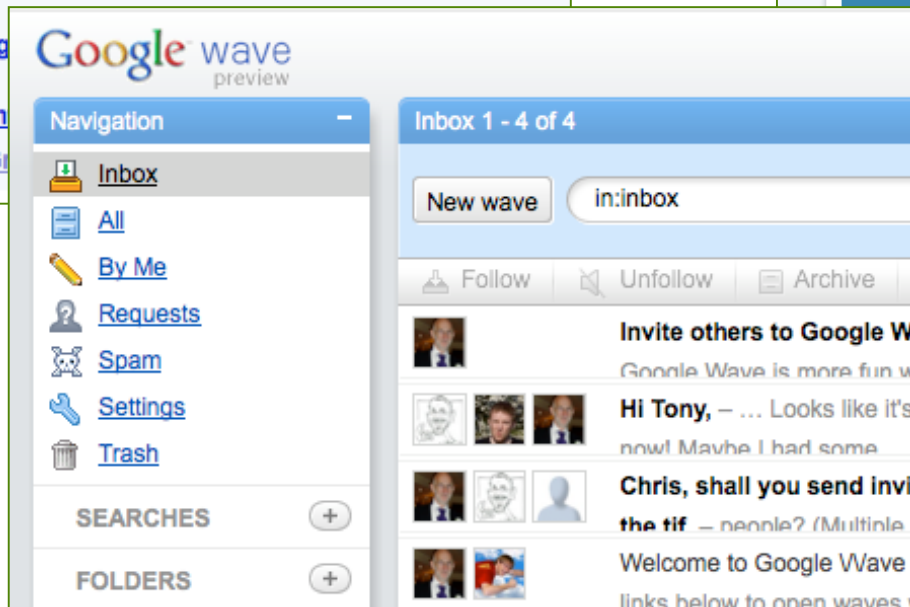 Google wave
preview
Navigation
Inbox
All
By Me
Requests
Spam
Settings
Trash
SEARCHES
FOLDERS
Inbox 1 - 4 of 4
New wave
in:inbox
Follow
Unfollow
Archive
Invite others to Google W
Google Wave is more fun w
Hi Tony, – ... Looks like it's
now! Maybe I had some
Chris, shall you send invi
the tif – people? (Multiple
Welcome to Google Wave
links below to open waves